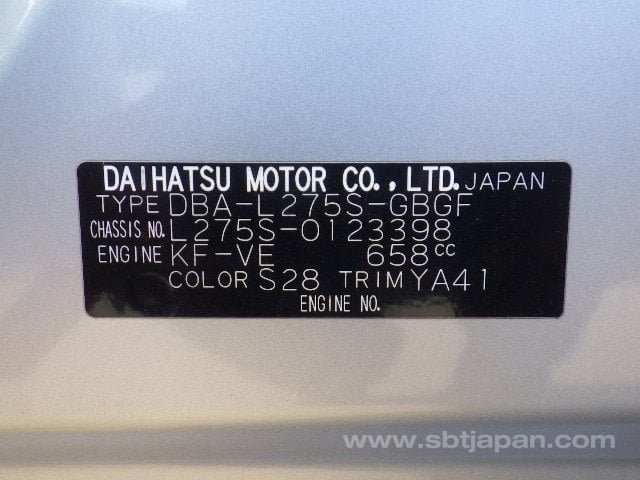 DAIHATSU MOTOR CO.,LTD. JAPAN
TYPE DBA-L275S-GBGF
CHASSIS NO. L275S-0123398
ENGINE KF-VE 658cc
COLOR S28 TRIM YA41
ENGINE NO.
www.sbtjapan.com